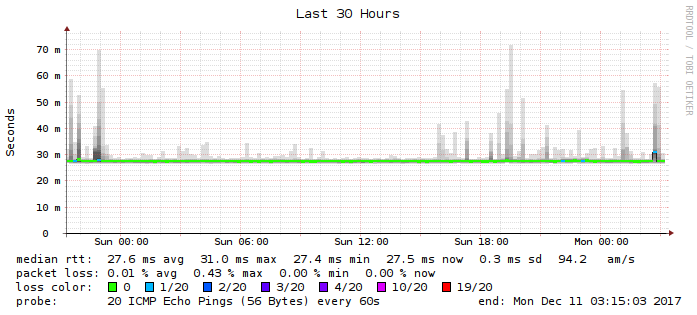 Last 30 Hours
RRDTOOL / TOBI OETIKER
Seconds
70 m
60 m
50 m
40 m
30 m
20 m
10 m
0
Sun 00:00 Sun 06:00 Sun 12:00 Sun 18:00 Mon 00:00
median rtt: 27.6 ms avg 31.0 ms max 27.4 ms min 27.5 ms now 0.3 ms sd 94.2 am/s
packet loss: 0.01 % avg 0.43 % max 0.00 % min 0.00 % now
loss color: 0 1/20 2/20 3/20 4/20 10/20 19/20
probe: 20 ICMP Echo Pings (56 Bytes) every 60s end: Mon Dec 11 03:15:03 2017